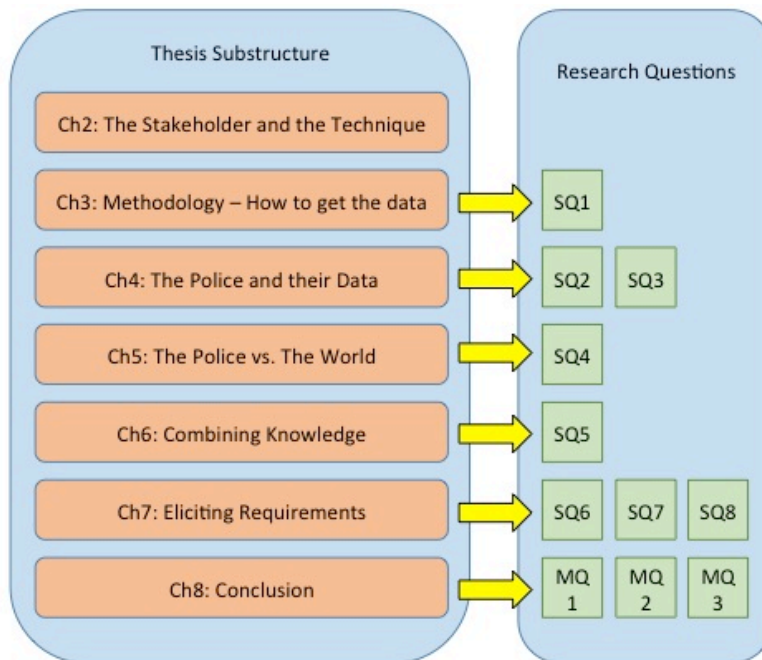 Thesis Substructure
Research Questions
Ch2: The Stakeholder and the Technique
Ch3: Methodology – How to get the data
SQ1
Ch4: The Police and their Data
SQ2
SQ3
Ch5: The Police vs. The World
SQ4
Ch6: Combining Knowledge
SQ5
Ch7: Eliciting Requirements
SQ6
SQ7
SQ8
Ch8: Conclusion
MQ
1
MQ
2
MQ
3